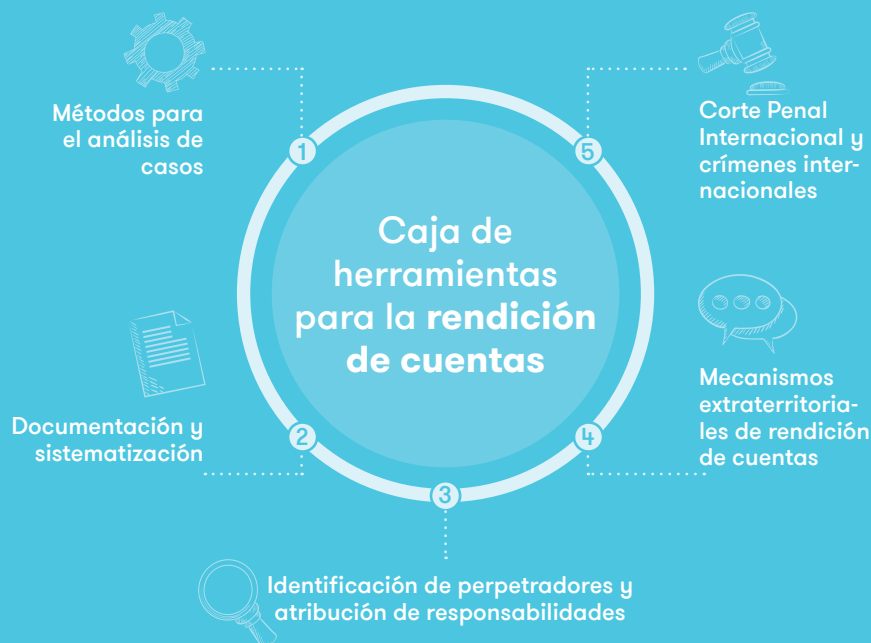 Caja de
herramientas
para la rendición
de cuentas
1
Métodos para
el análisis de
casos
2
Documentación y
sistematización
3
Identificación de perpetradores y
atribución de responsabilidades
4
Mecanismos
extraterritoria-
les de rendición
de cuentas
5
Corte Penal
Internacional y
crímenes inter-
nacionales